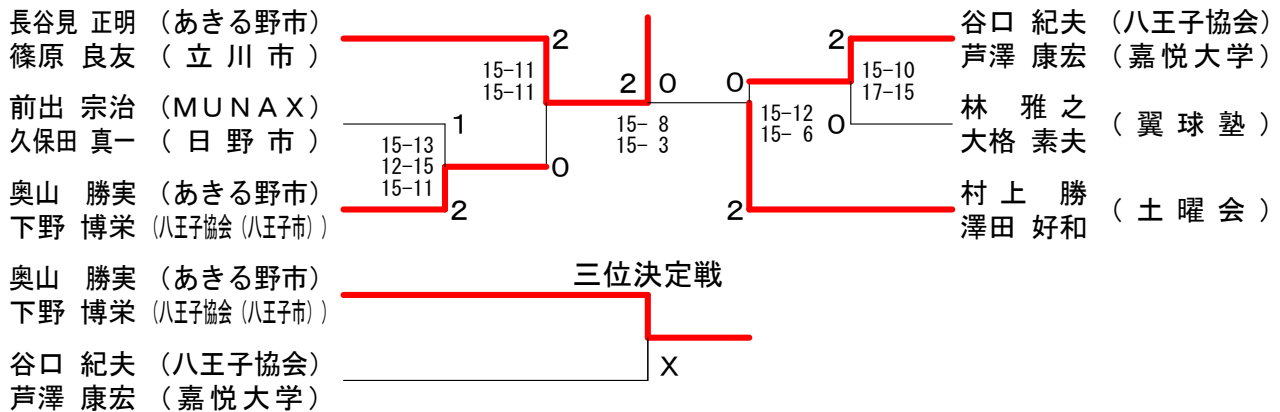 長谷見 正明 (あきる野市)
篠原 良友 ( 立 川 市 )
前出 宗治 (MUNAX)
久保田 真一 ( 日 野 市 )
奥山 勝実 (あきる野市)
下野 博栄 (八王子協会(八王子市))
2
15-11
15-11
1
15-13
12-15
15-11
0
2
2 0
15- 8
15- 3
0
15-12
15- 6
2
2
15-10
17-15
0
谷口 紀夫 (八王子協会)
芦澤 康宏 (嘉悦大学)
林 雅之
大格 素夫
( 翼 球 塾 )
村上 勝
澤田 好和
( 土 曜 会 )
三位決定戦
奥山 勝実 (あきる野市)
下野 博栄 (八王子協会(八王子市))
谷口 紀夫 (八王子協会)
芦澤 康宏 (嘉悦大学)
X